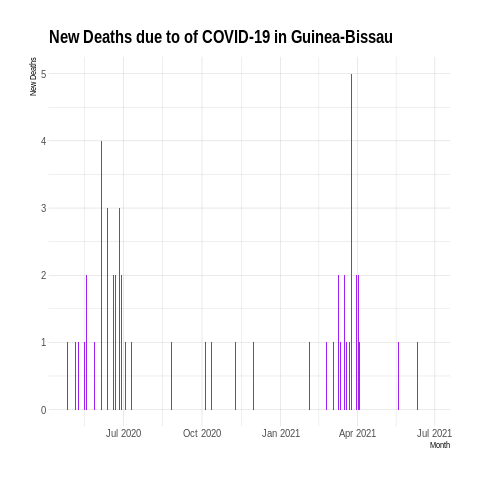 New Deaths due to of COVID-19 in Guinea-Bissau
New Deaths
5
4
3
2
1
0
Jul 2020
Oct 2020
Jan 2021
Apr 2021
Jul 2021
Month